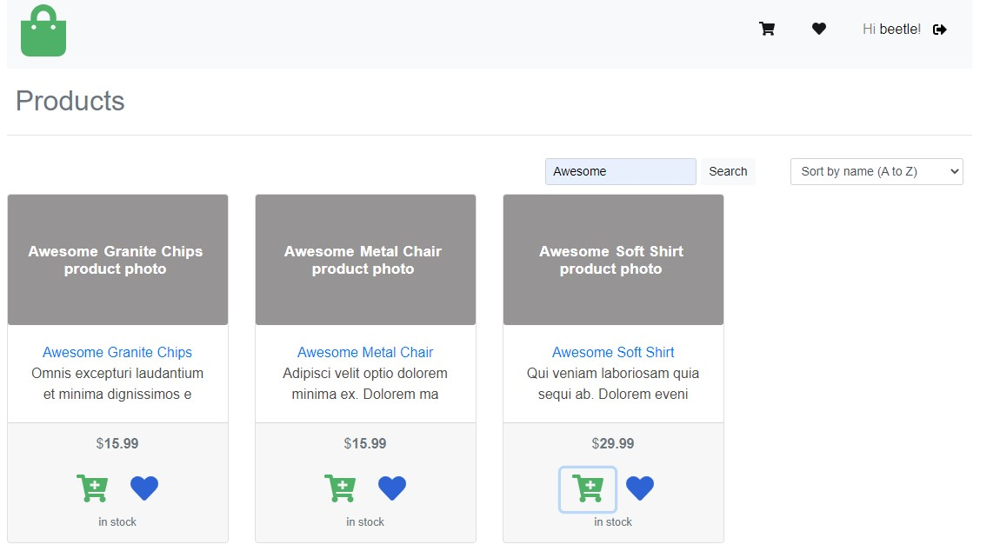 Hi beetle!
Products
Awesome
Search
Sort by name (A to Z)
Awesome Granite Chips
product photo
Awesome Granite Chips
Omnis excepturi laudantium
et minima dignissimos e
$15.99
in stock
Awesome Metal Chair
product photo
Awesome Metal Chair
Adipisci velit optio dolorem
minima ex. Dolorem ma
$15.99
in stock
Awesome Soft Shirt
product photo
Awesome Soft Shirt
Qui veniam laboriosam quia
sequi ab. Dolorem eveni
$29.99
in stock